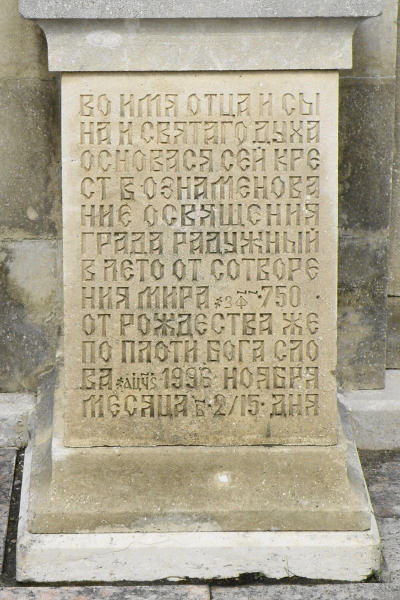 ВО ИМЯ ОТЦА И СЫ
НА И СВЯТАГО ДУХА
ОСНОВАСЯ СЕЙ КРЕ
СТ В ОЗНАМЕНОВА
НИЕ ОСВЯЩЕНИЯ
ГРАДА РАДУЖНЫЙ
В ЛЕТО ОТ СОТВОРЕ
НИЯ МИРА 750
ОТ РОЖДЕСТВА ЖЕ
ПО ПЛОТИ БОГА СЛО
ВА 1996 НОЯБРЯ
МЕСЯЦА В 2/15 ДНЯ